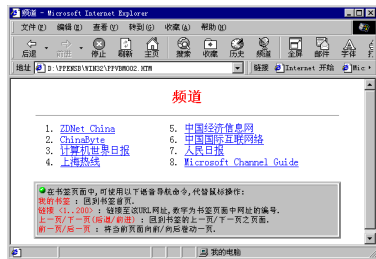 频道 - Microsoft Internet Explorer
文件(F) 编辑(E) 查看(V) 转到(G) 收藏(A) 帮助(H)
后退 前进 停止 刷新 主页 搜索 收藏 历史 频道 全屏 邮件 字体
地址 D:\PPENSB\WIN32\PPVDMOO2.HTM 链接 Internet 开始 Mic
频道
1. ZDNet China 5. 中国经济信息网
2. ChinaByte 6. 中国国际互联网络
3. 计算机世界日报 7. 人民日报
4. 上海热线 8. Microsoft Channel Guide
在书签页面中,可使用以下语音导航命令,代替鼠标操作:
我的书签 : 回到书签首页.
链接 <1..200> : 链接至该URL网址,数字为书签页面中网址的编号.
上一页/下一页(后退/前进) : 回到书签的上一页/下一页之页面.
前一页/后一页 : 将当前页面向前/向后卷动一页.
我的电脑